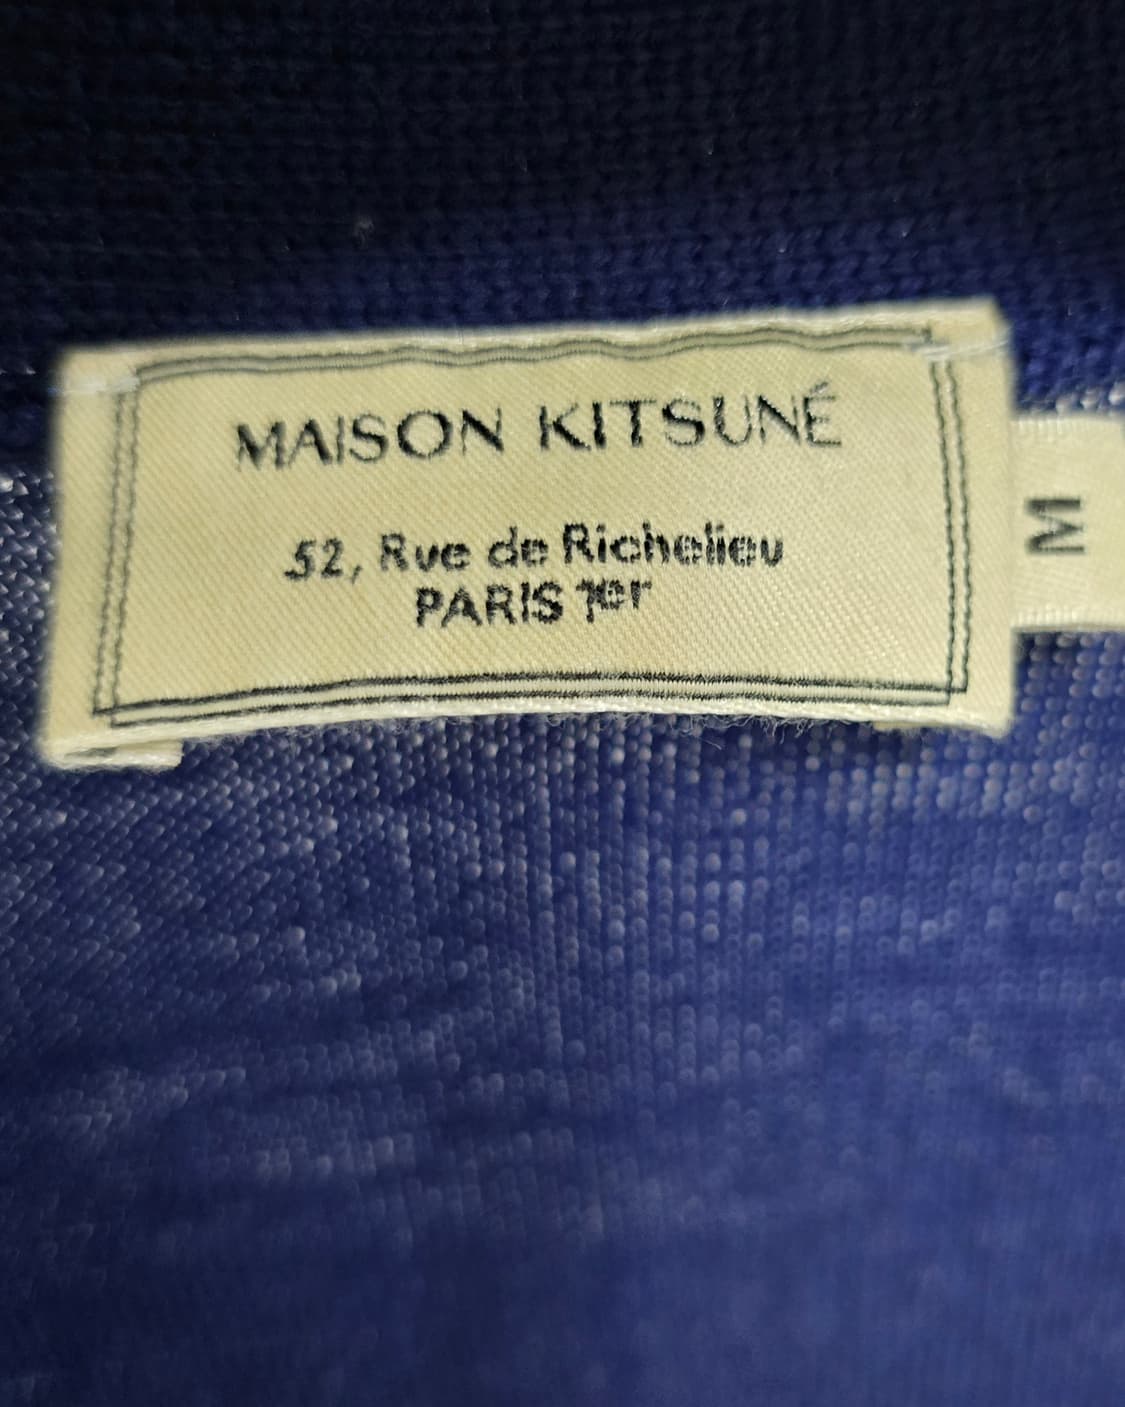 MAISON KITSUNÉ
52, Rue de Richelieu
PARIS 1er
M